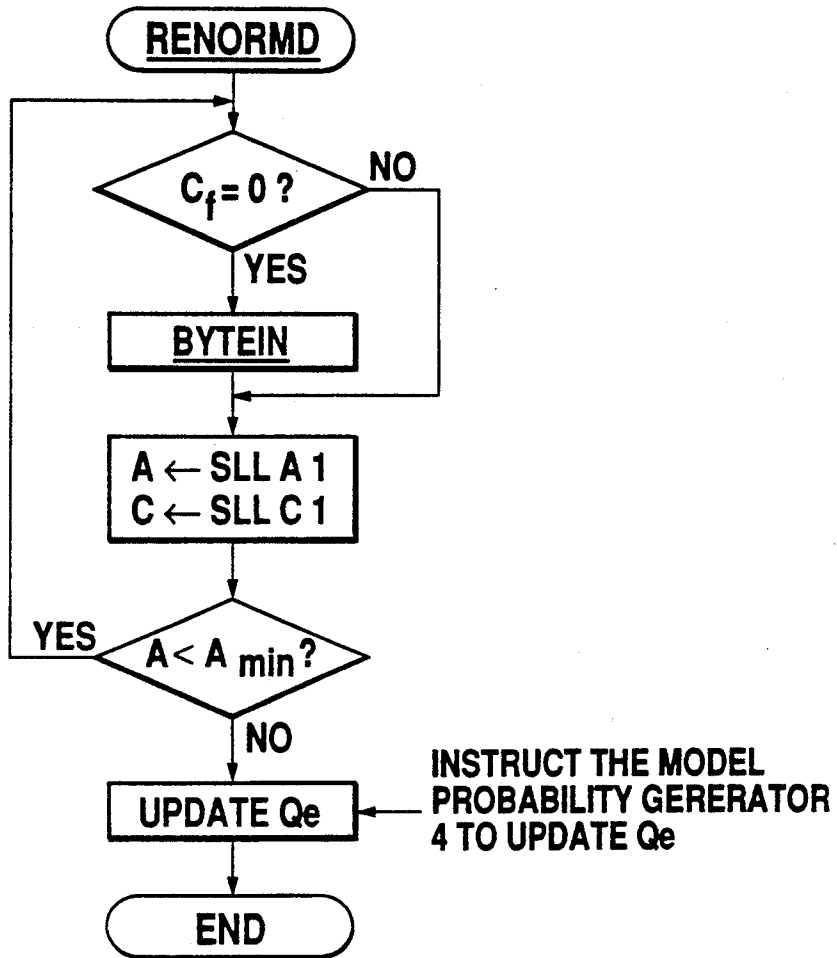 RENORMD
Cf = 0 ?
NO
YES
BYTEIN
A ← SLL A 1
C ← SLL C 1
YES
A < A min ?
NO
UPDATE Qe
INSTRUCT THE MODEL
PROBABILITY GERERATOR
4 TO UPDATE Qe
END